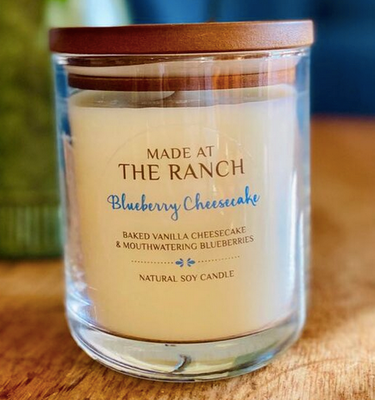 MADE AT
THE RANCH
Blueberry Cheesecake
BAKED VANILLA CHEESECAKE
& MOUTHWATERING BLUEBERRIES
NATURAL SOY CANDLE